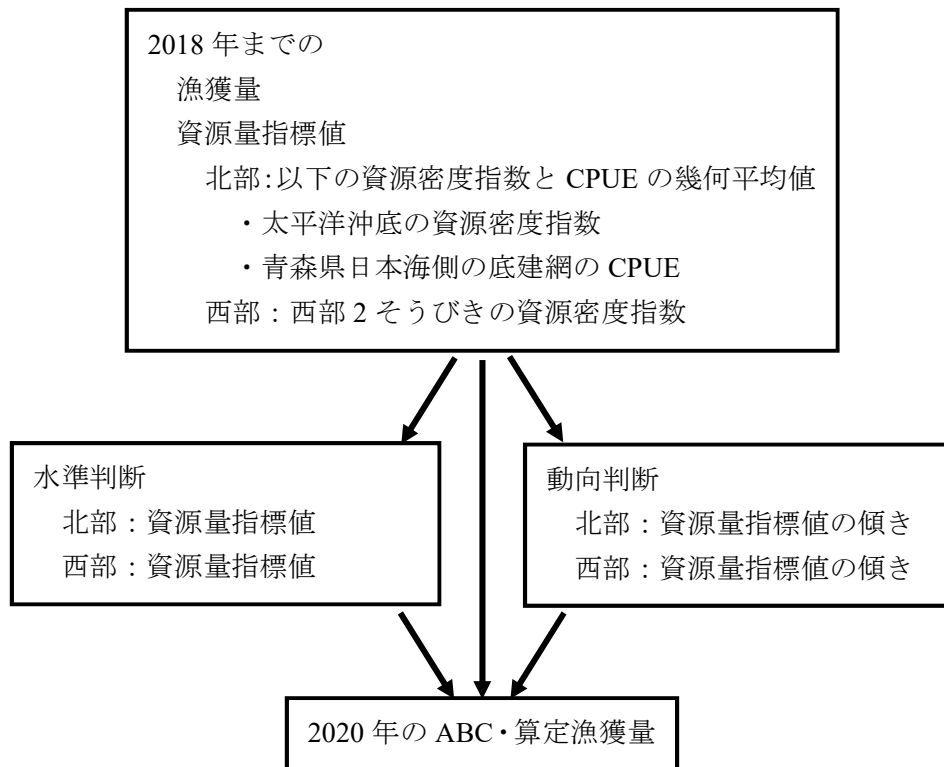 2018 年までの
漁獲量
資源量指標値
北部:以下の資源密度指数と CPUE の幾何平均値
・太平洋沖底の資源密度指数
・青森県日本海側の底建網の CPUE
西部：西部 2 そうびきの資源密度指数
水準判断
北部：資源量指標値
西部：資源量指標値
動向判断
北部：資源量指標値の傾き
西部：資源量指標値の傾き
2020 年の ABC・算定漁獲量